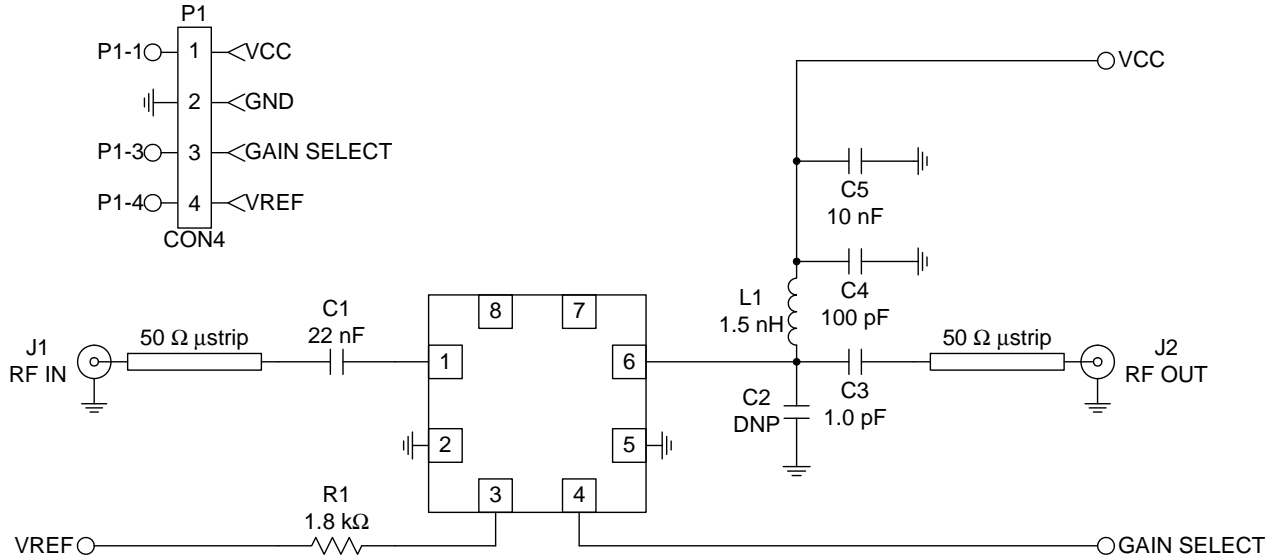 P1
P1-1
1
VCC
2
GND
P1-3
3
GAIN SELECT
P1-4
4
VREF
CON4
VCC
C5
10 nF
C4
100 pF
L1
1.5 nH
J1
RF IN
50 Ω μstrip
C1
22 nF
8
7
1
6
2
5
3
4
C2
DNP
C3
1.0 pF
50 Ω μstrip
J2
RF OUT
R1
1.8 kΩ
VREF
GAIN SELECT